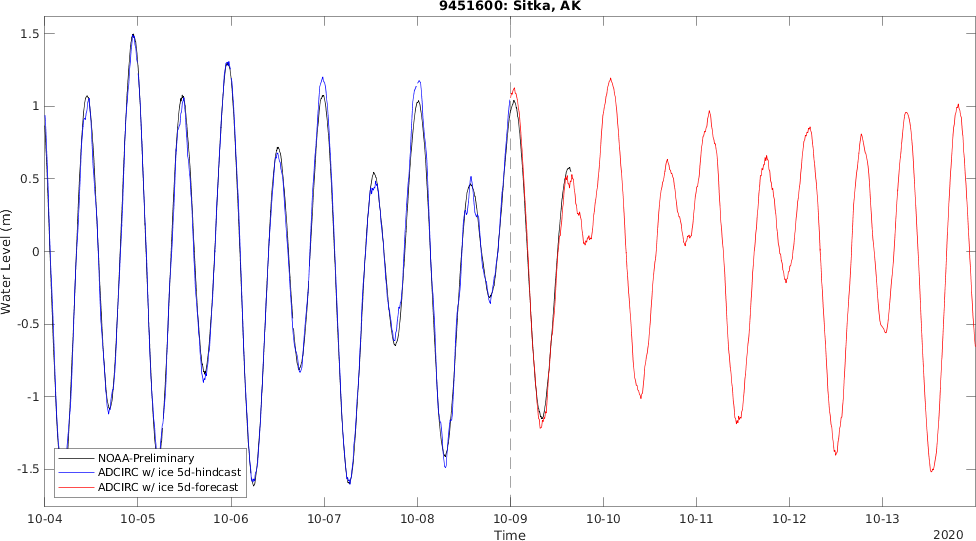 9451600: Sitka, AK
1.5
1
0.5
0
-0.5
-1
-1.5
Water Level (m)
NOAA-Preliminary
ADCIRC w/ ice 5d-hindcast
ADCIRC w/ ice 5d-forecast
10-04 10-05 10-06 10-07 10-08 10-09 10-10 10-11 10-12 10-13
Time
2020